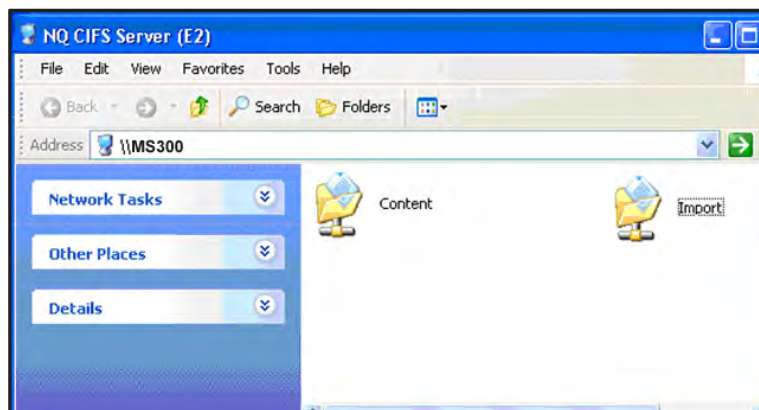 NQ CIFS Server (E2)
File Edit View Favorites Tools Help
Back Search Folders
Address \\MS300
Network Tasks
Content
Import
Other Places
Details